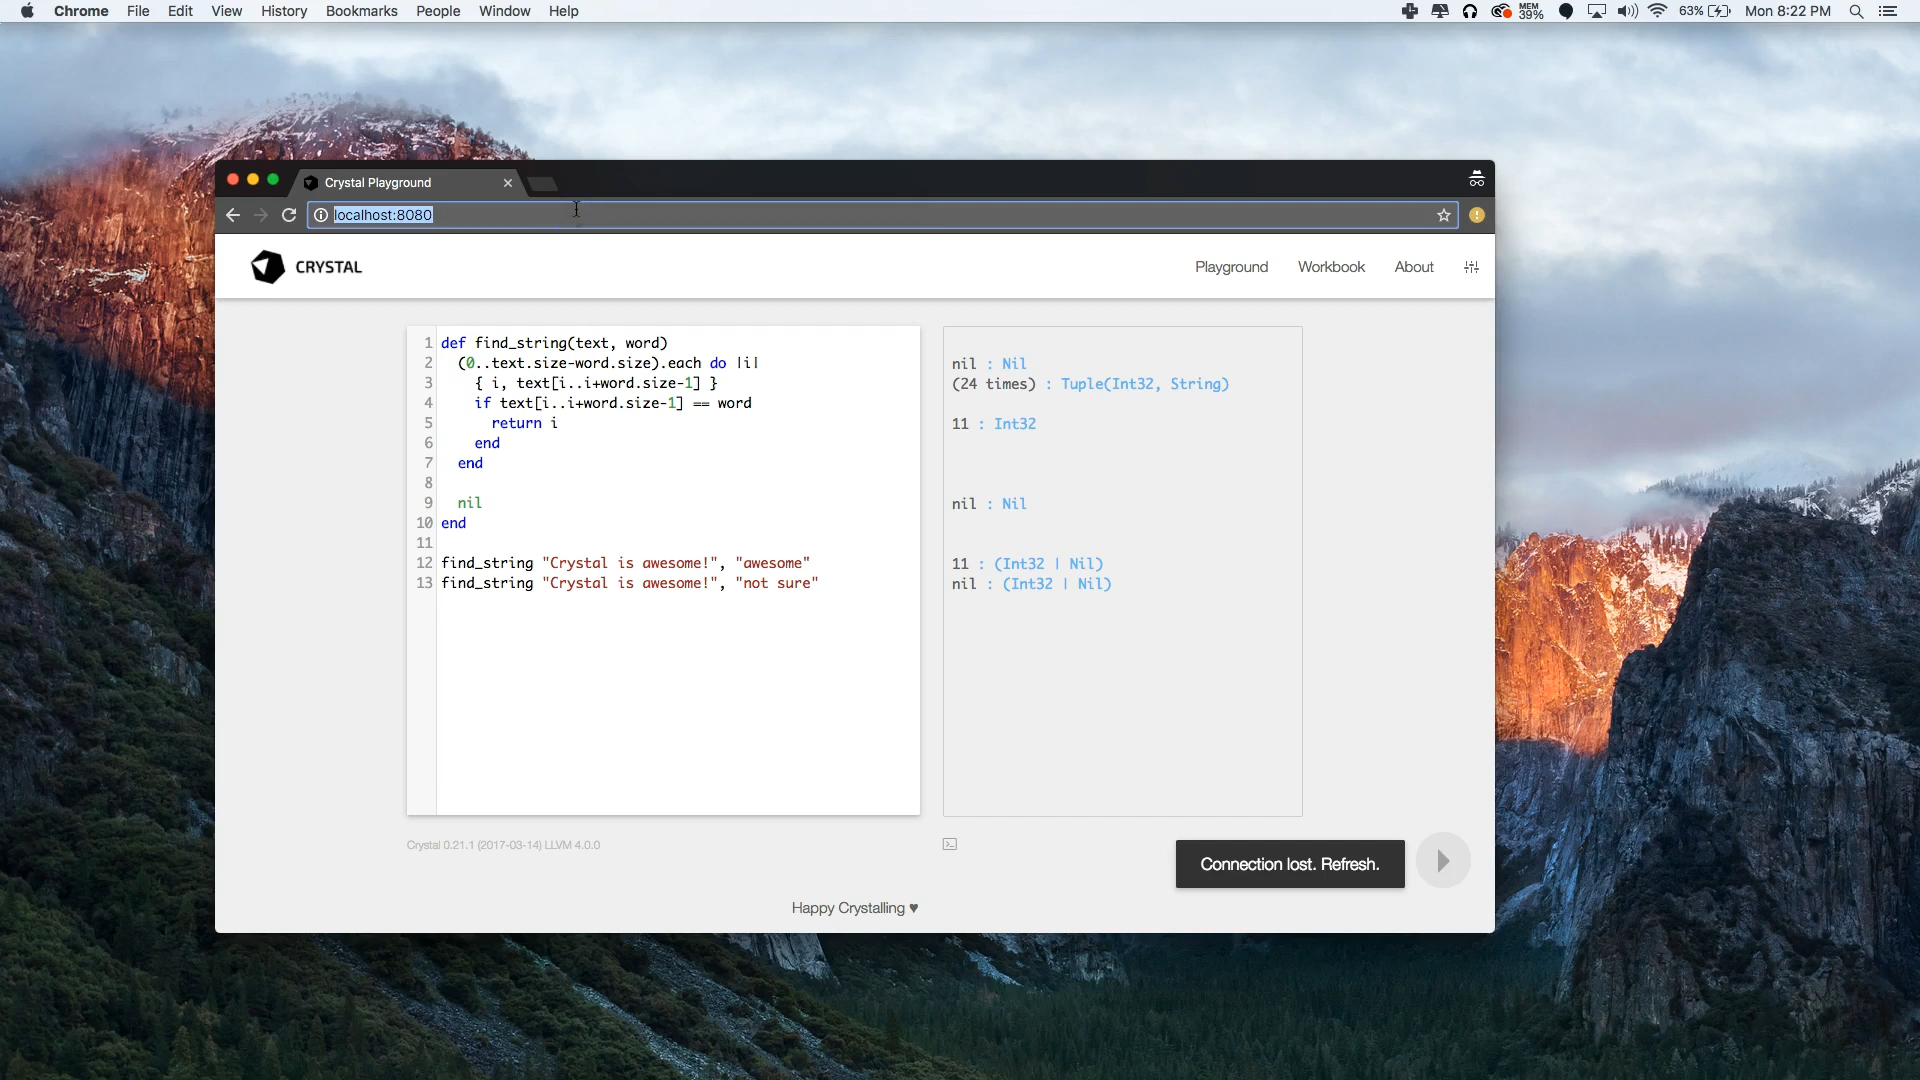 Chrome File Edit View History Bookmarks People Window Help
MEM
39%
63%
Mon 8:22 PM
Crystal Playground
localhost:8080
CRYSTAL
Playground Workbook About
1 def find_string(text, word)
2 (0..text.size-word.size).each do |i|
3 { i, text[i..i+word.size-1] }
4 if text[i..i+word.size-1] == word
5 return i
6 end
7 end
8
9 nil
10 end
11
12 find_string "Crystal is awesome!", "awesome"
13 find_string "Crystal is awesome!", "not sure"
nil : Nil
(24 times) : Tuple(Int32, String)
11 : Int32
nil : Nil
11 : (Int32 | Nil)
nil : (Int32 | Nil)
Crystal 0.21.1 (2017-03-14) LLVM 4.0.0
Connection lost. Refresh.
Happy Crystalling ♥